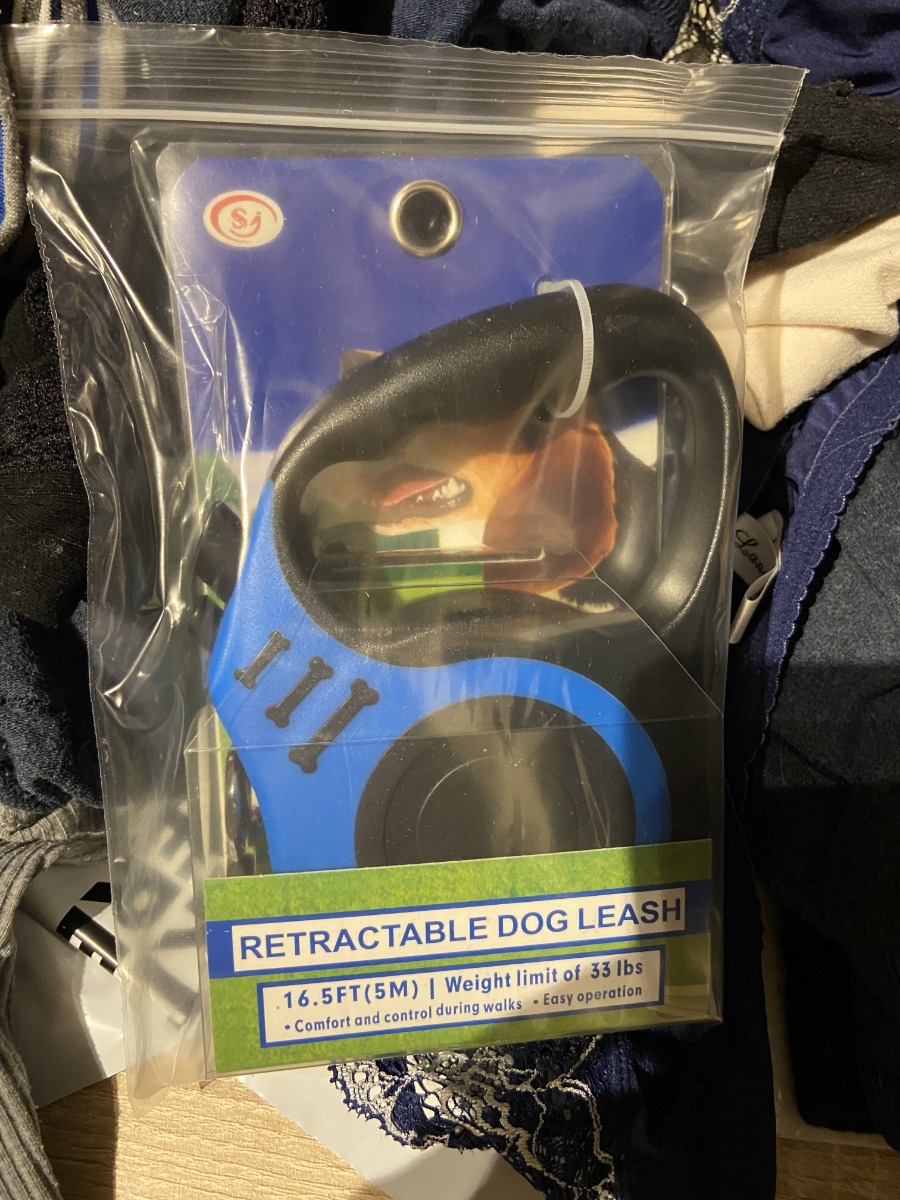 RETRACTABLE DOG LEASH
16.5FT(5M) | Weight limit of 33 lbs
• Comfort and control during walks • Easy operation